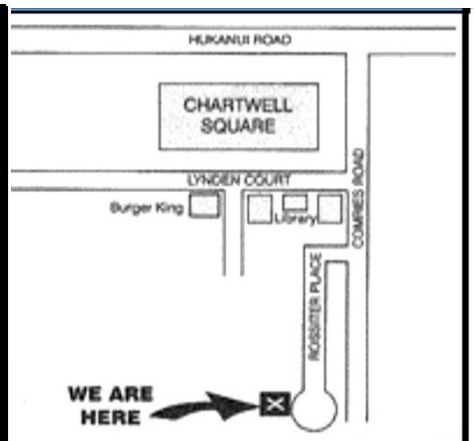 HUKANUI ROAD
CHARTWELL
SQUARE
LYNDEN COURT
Burger King
Library
COMRIES ROAD
ROSSITER PLACE
WE ARE
HERE